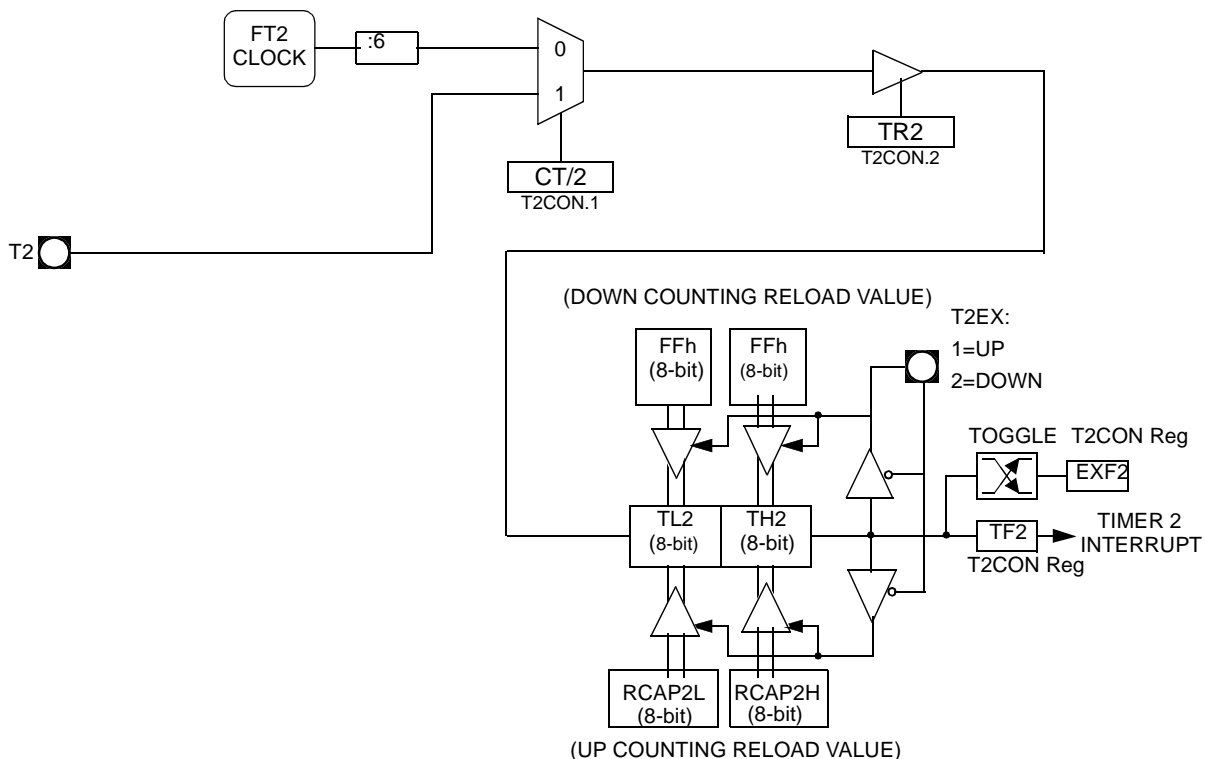 FT2
CLOCK
:6
0
1
TR2
T2CON.2
CT/2
T2CON.1
T2
(DOWN COUNTING RELOAD VALUE)
T2EX:
1=UP
2=DOWN
FFh
(8-bit)
FFh
(8-bit)
TOGGLE
T2CON Reg
EXF2
TL2
(8-bit)
TH2
(8-bit)
TF2
T2CON Reg
TIMER 2
INTERRUPT
RCAP2L
(8-bit)
RCAP2H
(8-bit)
(UP COUNTING RELOAD VALUE)